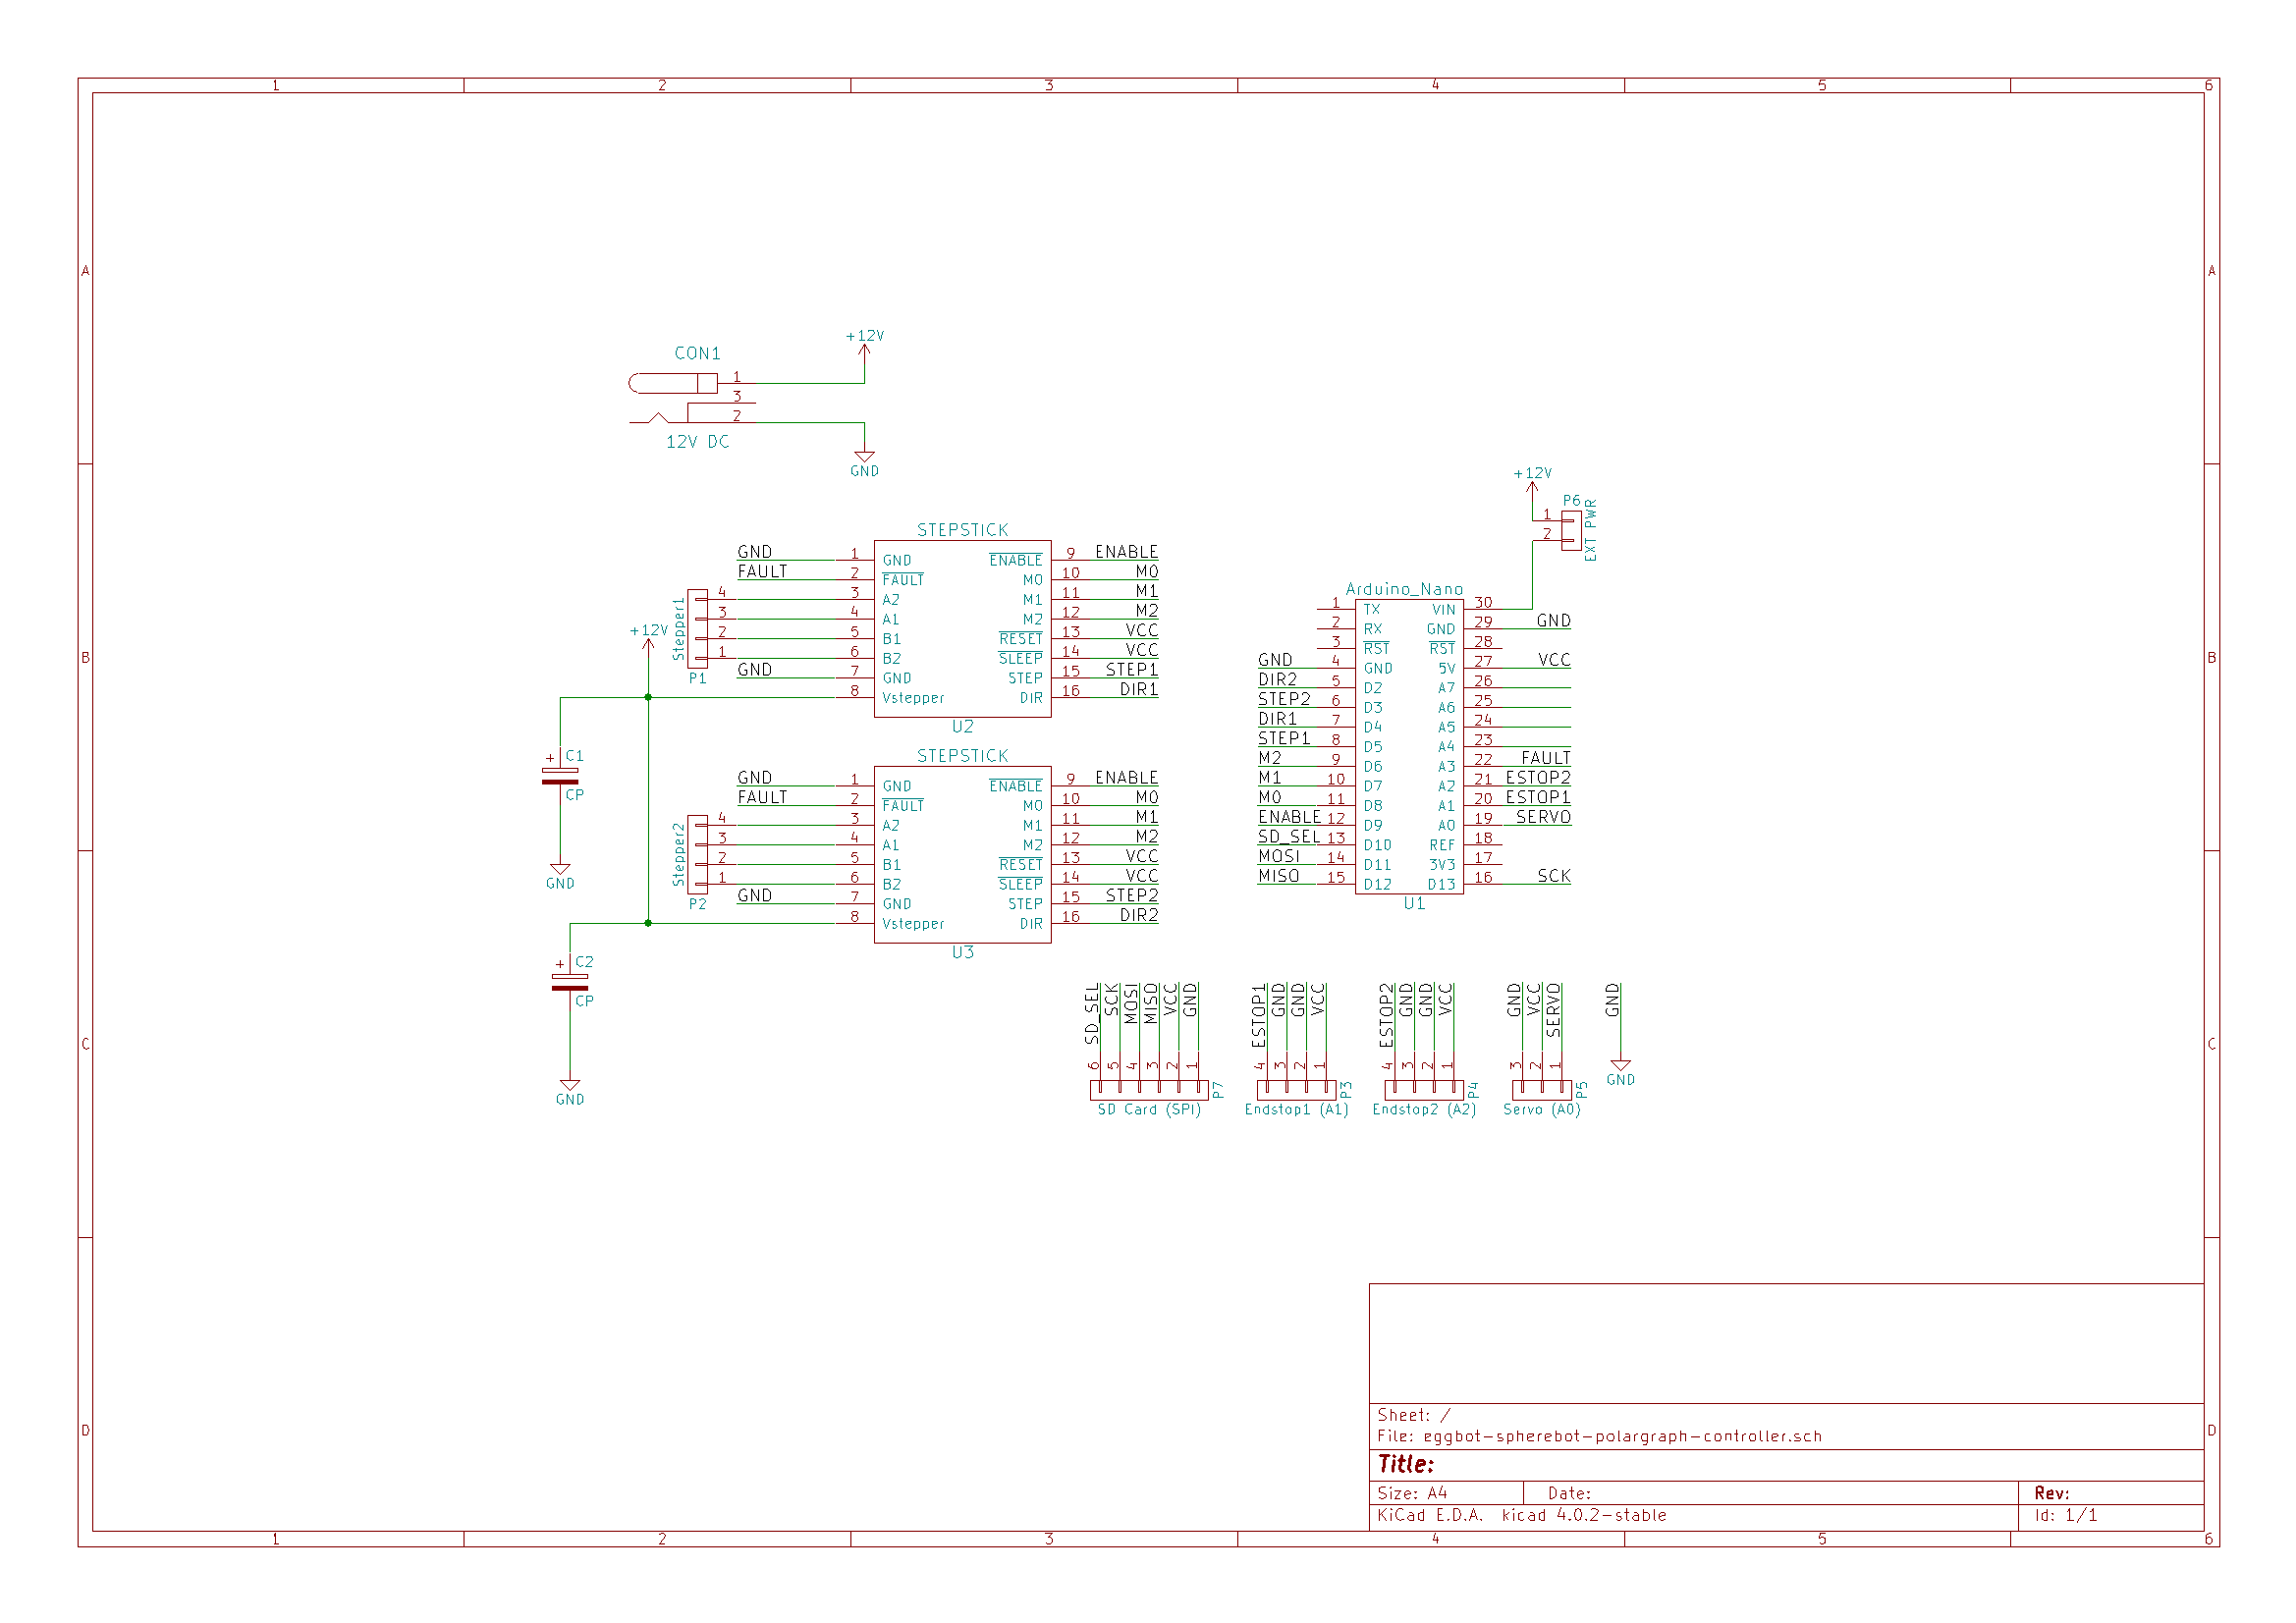 1 2 3 4 5 6
A A
+12V
CON1
1
3
2
12V DC
GND
+12V
P6
1
2
EXT PWR
STEPSTICK
GND 1 GND ENABLE 9 ENABLE
FAULT 2 FAULT M0 10 M0
4 3 A2 M1 11 M1
3 4 A1 M2 12 M2
2 5 B1 RESET 13 VCC
1 6 B2 SLEEP 14 VCC
GND 7 GND STEP 15 STEP1
8 Vstepper DIR 16 DIR1
U2
Stepper1
P1
+12V
B B
Arduino_Nano
1 TX VIN 30
2 RX GND 29 GND
3 RST RST 28
GND 4 GND 5V 27 VCC
DIR2 5 D2 A7 26
STEP2 6 D3 A6 25
DIR1 7 D4 A5 24
STEP1 8 D5 A4 23
M2 9 D6 A3 22 FAULT
M1 10 D7 A2 21 ESTOP2
M0 11 D8 A1 20 ESTOP1
ENABLE 12 D9 A0 19 SERVO
SD_SEL 13 D10 REF 18
MOSI 14 D11 3V3 17
MISO 15 D12 D13 16 SCK
U1
+ C1
CP
GND
STEPSTICK
GND 1 GND ENABLE 9 ENABLE
FAULT 2 FAULT M0 10 M0
4 3 A2 M1 11 M1
3 4 A1 M2 12 M2
2 5 B1 RESET 13 VCC
1 6 B2 SLEEP 14 VCC
GND 7 GND STEP 15 STEP2
8 Vstepper DIR 16 DIR2
U3
Stepper2
P2
+ C2
CP
GND
C C
SD_SEL SCK MOSI MISO VCC GND
6 5 4 3 2 1
P7
SD Card (SPI)
ESTOP1 GND GND VCC
4 3 2 1
P3
Endstop1 (A1)
ESTOP2 GND GND VCC
4 3 2 1
P4
Endstop2 (A2)
GND VCC SERVO
3 2 1
P5
Servo (A0)
GND
GND
D D
Sheet: /
File: eggbot-spherebot-polargraph-controller.sch
Title:
Size: A4 Date: Rev:
KiCad E.D.A. kicad 4.0.2-stable Id: 1/1
1 2 3 4 5 6